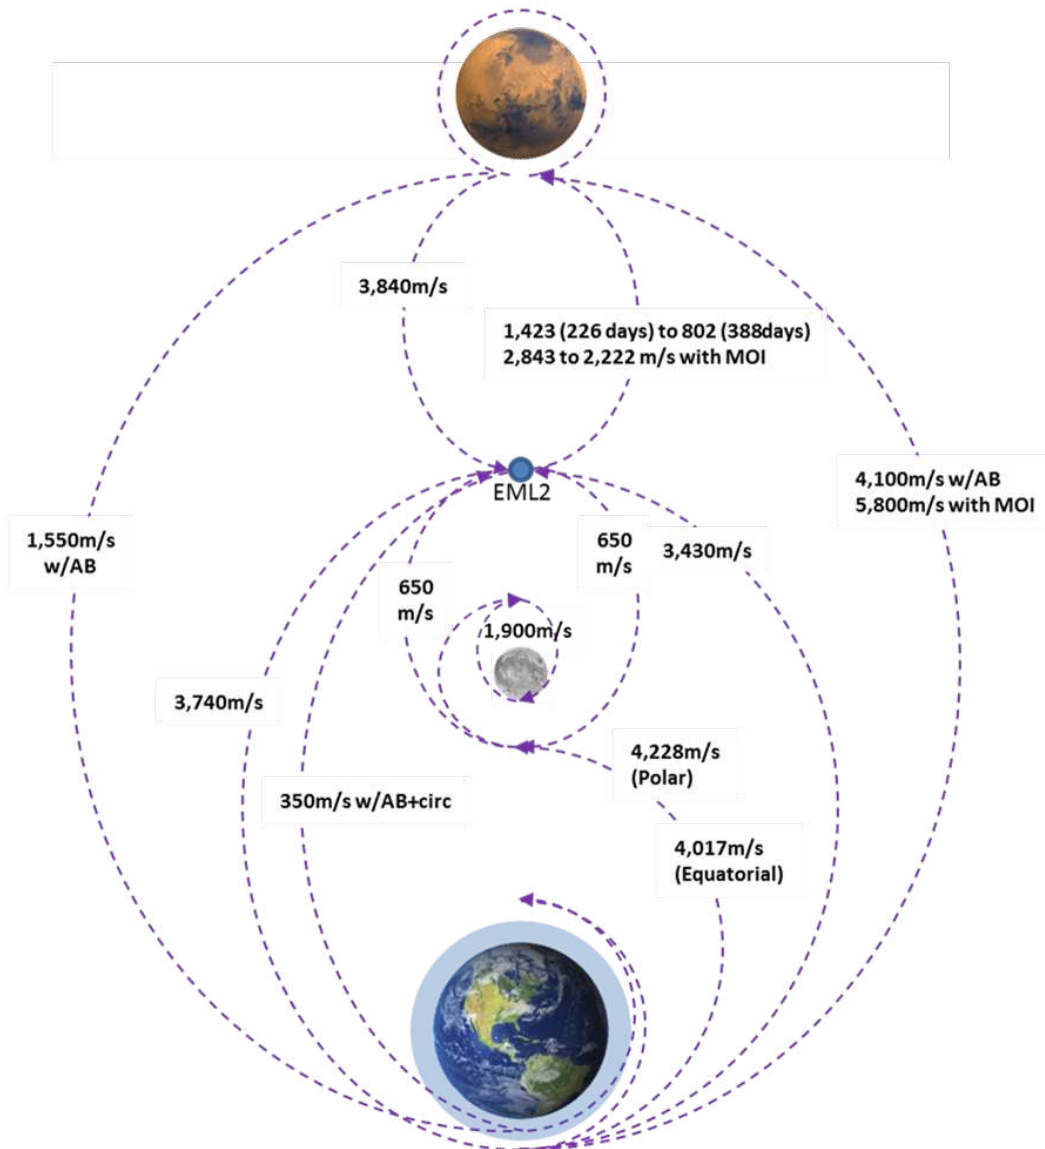 3,840m/s
1,423 (226 days) to 802 (388days)
2,843 to 2,222 m/s with MOI
EML2
4,100m/s w/AB
5,800m/s with MOI
1,550m/s
w/AB
650
m/s
3,430m/s
650
m/s
1,900m/s
3,740m/s
4,228m/s
(Polar)
350m/s w/AB+circ
4,017m/s
(Equatorial)